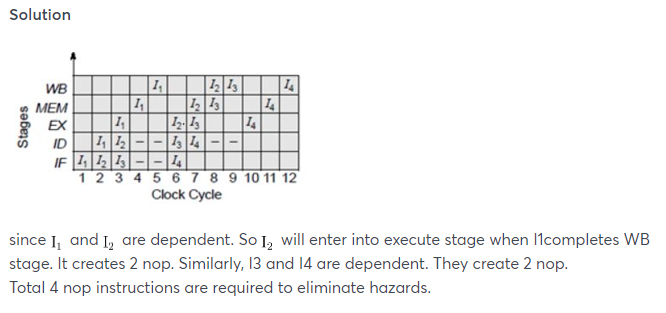 Solution
WB I₁ I₂ I₃ I₄
MEM I₁ I₂ I₃ I₄
EX I₁ I₂ I₃ I₄
ID I₁ I₂ – – I₃ I₄ – –
IF I₁ I₂ I₃ – – I₄
Stages
1 2 3 4 5 6 7 8 9 10 11 12
Clock Cycle
since I₁ and I₂ are dependent. So I₂ will enter into execute stage when I1completes WB
stage. It creates 2 nop. Similarly, I3 and I4 are dependent. They create 2 nop.
Total 4 nop instructions are required to eliminate hazards.